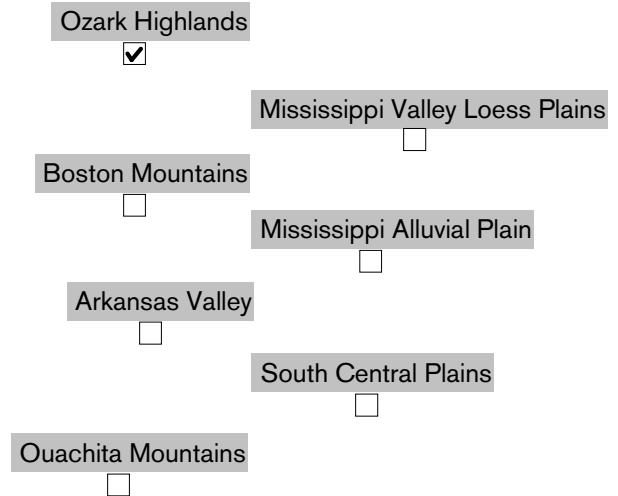 Ozark Highlands
Mississippi Valley Loess Plains
Boston Mountains
Mississippi Alluvial Plain
Arkansas Valley
South Central Plains
Ouachita Mountains